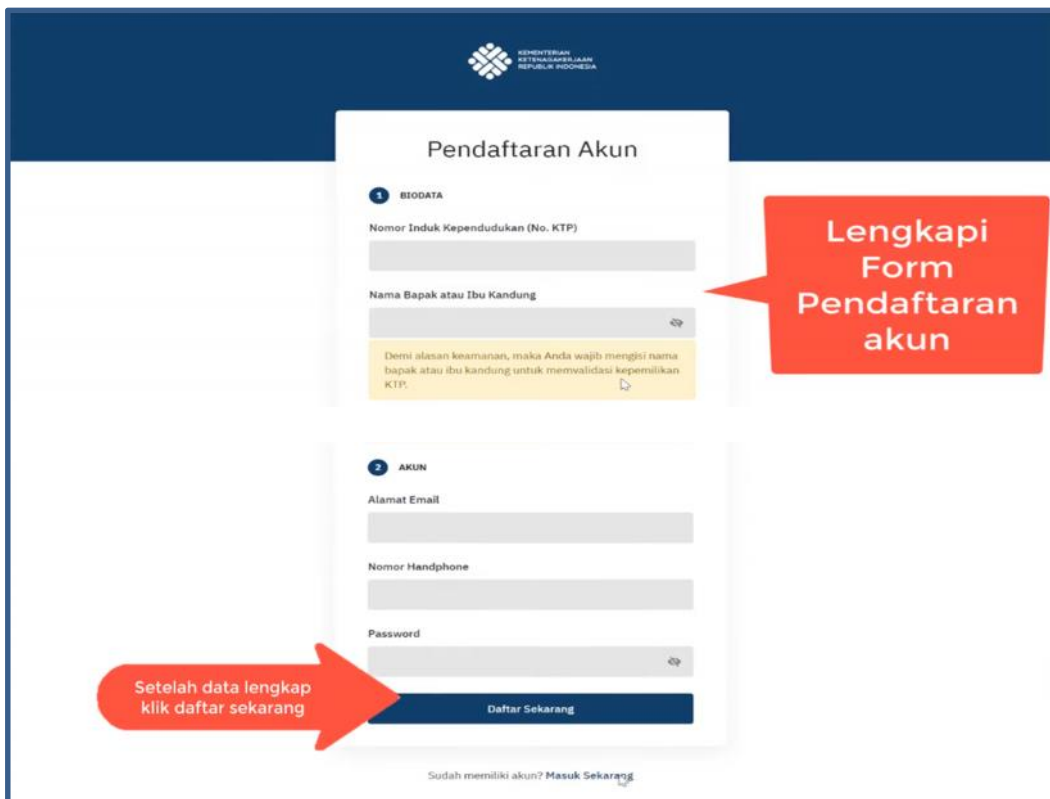 KEMENTERIAN
KETENAGAKERJAAN
REPUBLIK INDONESIA
Pendaftaran Akun
1 BIODATA
Nomor Induk Kependudukan (No. KTP)
Nama Bapak atau Ibu Kandung
Demi alasan keamanan, maka Anda wajib mengisi nama
bapak atau ibu kandung untuk memvalidasi kepemilikan
KTP.
Lengkapi
Form
Pendaftaran
akun
2 AKUN
Alamat Email
Nomor Handphone
Password
Setelah data lengkap
klik daftar sekarang
Daftar Sekarang
Sudah memiliki akun? Masuk Sekarang